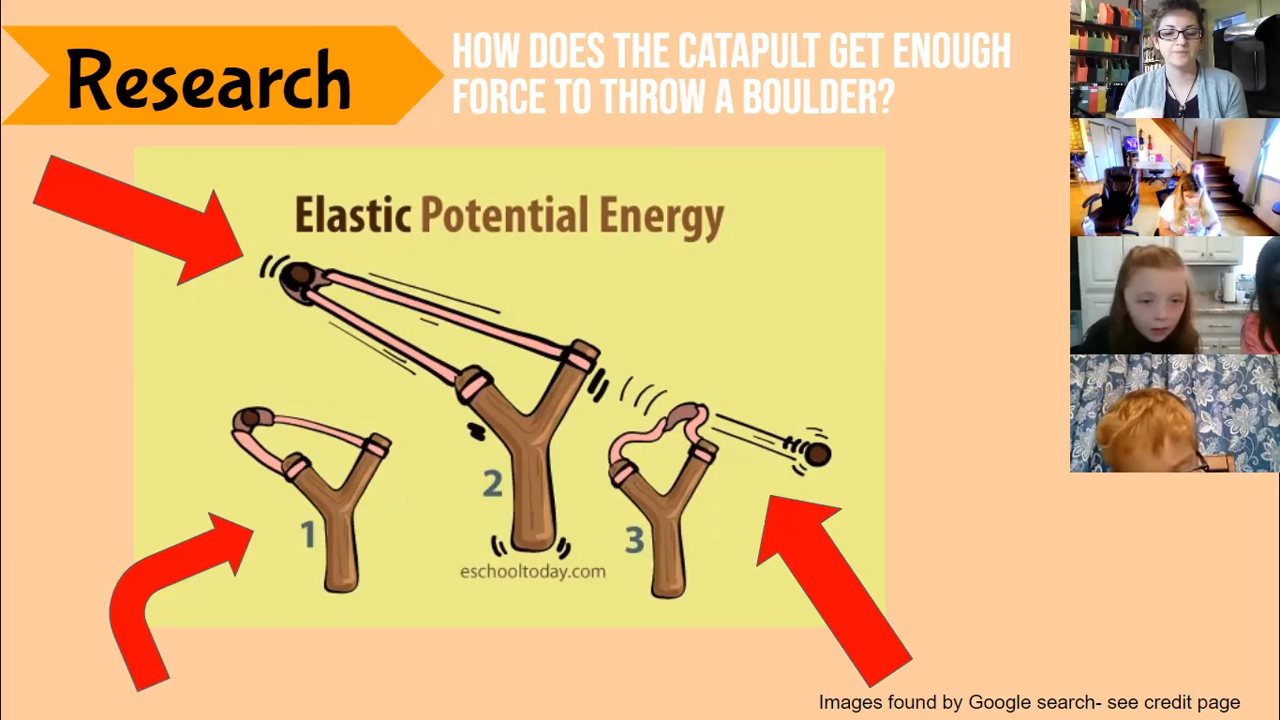 Research
HOW DOES THE CATAPULT GET ENOUGH
FORCE TO THROW A BOULDER?
Elastic Potential Energy
1
2
3
eschooltoday.com
Images found by Google search- see credit page